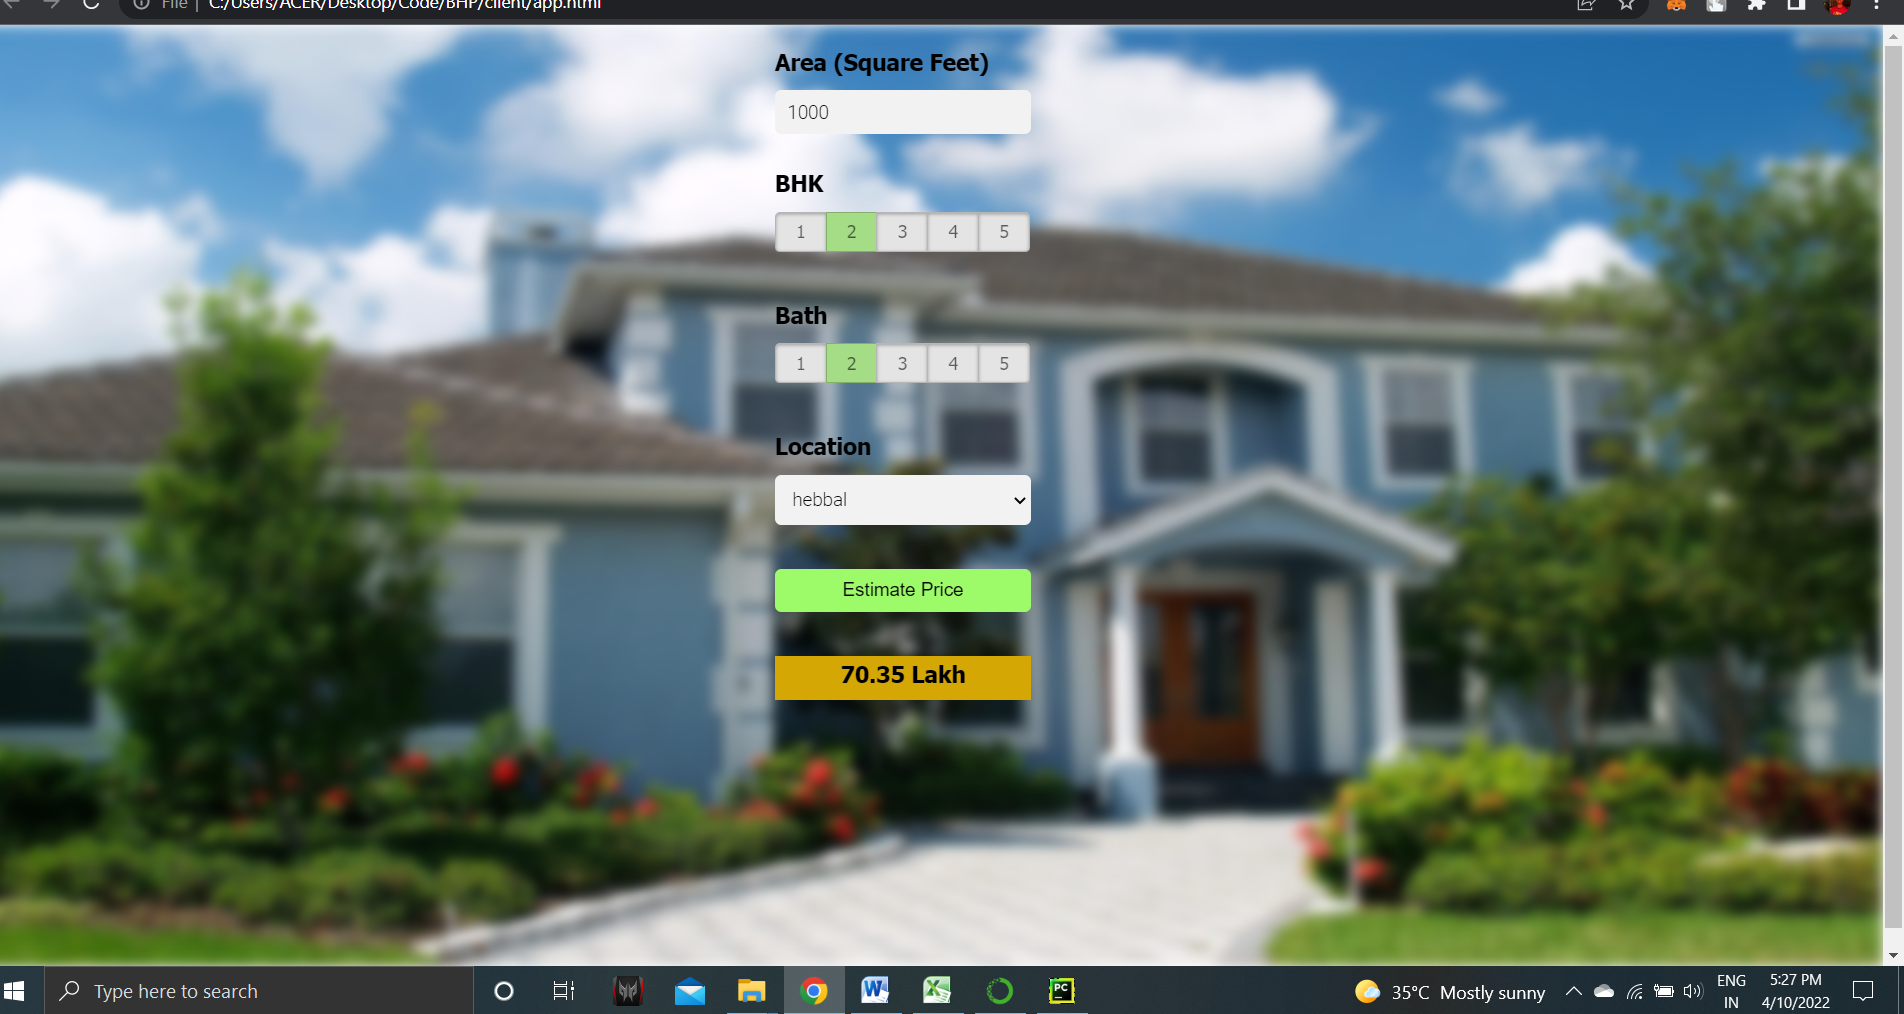 File | C:/Users/ACER/Desktop/Code/BHP/client/app.html
Area (Square Feet)
1000
BHK
1 2 3 4 5
Bath
1 2 3 4 5
Location
hebbal
Estimate Price
70.35 Lakh
Type here to search
PC
35°C Mostly sunny
ENG
IN
5:27 PM
4/10/2022